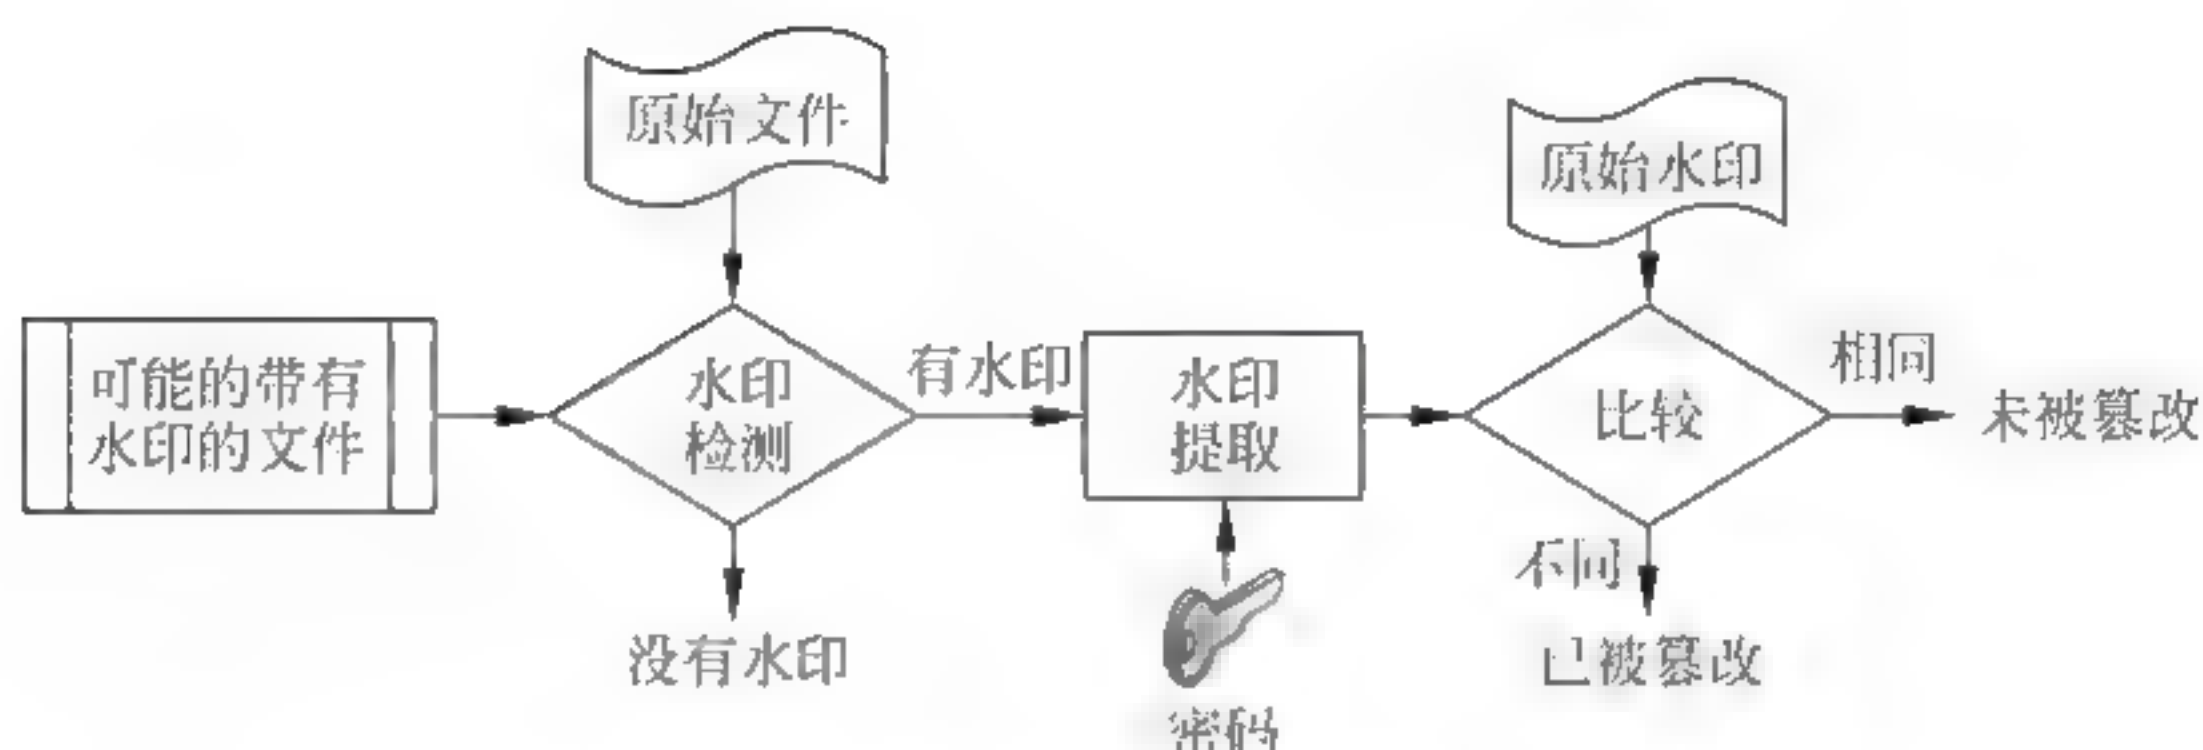 原始文件
原始水印
可能的带有
水印的文件
水印
检测
有水印
水印
提取
比较
相同
未被篡改
不同
没有水印
已被篡改
密码